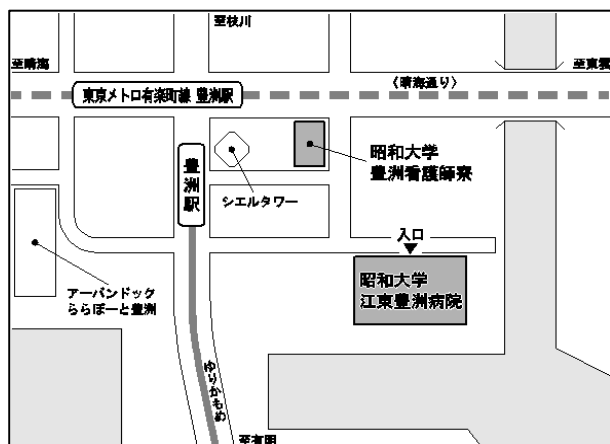 至枝川
至晴海
至東雲
〈晴海通り〉
東京メトロ有楽町線 豊洲駅
豊洲駅
シエルタワー
昭和大学
豊洲看護師寮
入口
昭和大学
江東豊洲病院
アーバンドック
ららぽーと豊洲
ゆりかもめ
至有明